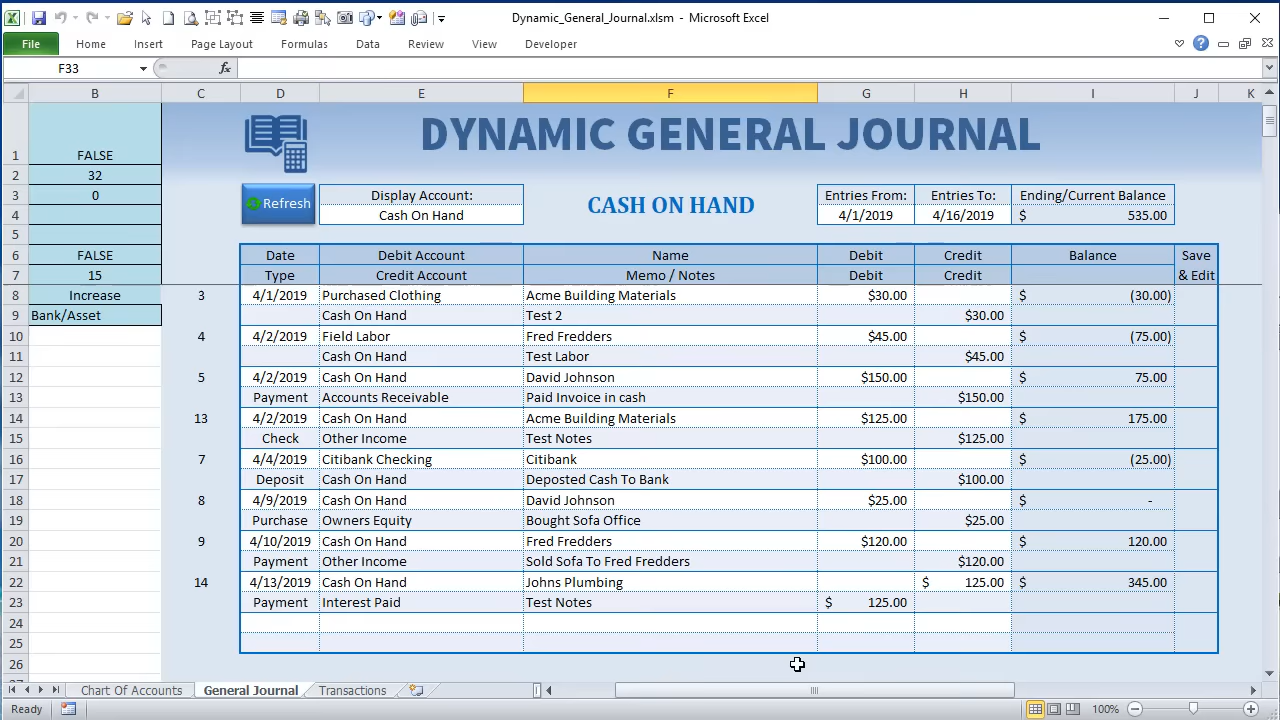 Dynamic_General_Journal.xlsm - Microsoft Excel
File Home Insert Page Layout Formulas Data Review View Developer
F33 fx
B C D E F G H I J K
DYNAMIC GENERAL JOURNAL
1 FALSE
2 32
3 0 Refresh Display Account: CASH ON HAND Entries From: Entries To: Ending/Current Balance
4 Cash On Hand 4/1/2019 4/16/2019 $ 535.00
5
6 FALSE Date Debit Account Name Debit Credit Balance Save
7 15 Type Credit Account Memo / Notes Debit Credit & Edit
8 Increase 3 4/1/2019 Purchased Clothing Acme Building Materials $30.00 $ (30.00)
9 Bank/Asset Cash On Hand Test 2 $30.00
10 4 4/2/2019 Field Labor Fred Fredders $45.00 $ (75.00)
11 Cash On Hand Test Labor $45.00
12 5 4/2/2019 Cash On Hand David Johnson $150.00 $ 75.00
13 Payment Accounts Receivable Paid Invoice in cash $150.00
14 13 4/2/2019 Cash On Hand Acme Building Materials $125.00 $ 175.00
15 Check Other Income Test Notes $125.00
16 7 4/4/2019 Citibank Checking Citibank $100.00 $ (25.00)
17 Deposit Cash On Hand Deposted Cash To Bank $100.00
18 8 4/9/2019 Cash On Hand David Johnson $25.00 $ -
19 Purchase Owners Equity Bought Sofa Office $25.00
20 9 4/10/2019 Cash On Hand Fred Fredders $120.00 $ 120.00
21 Payment Other Income Sold Sofa To Fred Fredders $120.00
22 14 4/13/2019 Cash On Hand Johns Plumbing $ 125.00 $ 345.00
23 Payment Interest Paid Test Notes $ 125.00
24
25
26
Chart Of Accounts General Journal Transactions
Ready 100%